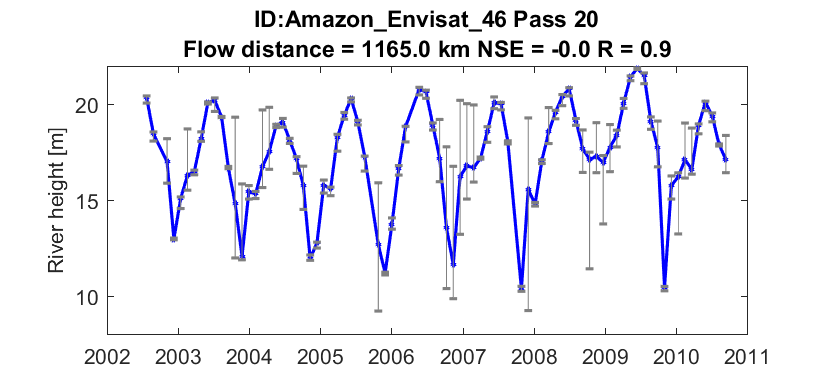 ID:Amazon_Envisat_46 Pass 20
Flow distance = 1165.0 km NSE = -0.0 R = 0.9
River height [m]
20
15
10
2002 2003 2004 2005 2006 2007 2008 2009 2010 2011